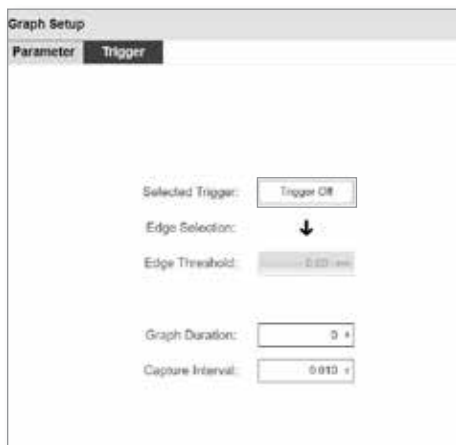 Graph Setup
Parameter Trigger
Selected Trigger: Trigger Off
Edge Selection:
Edge Threshold:
Graph Duration: 0 s
Capture Interval: 0.010 s